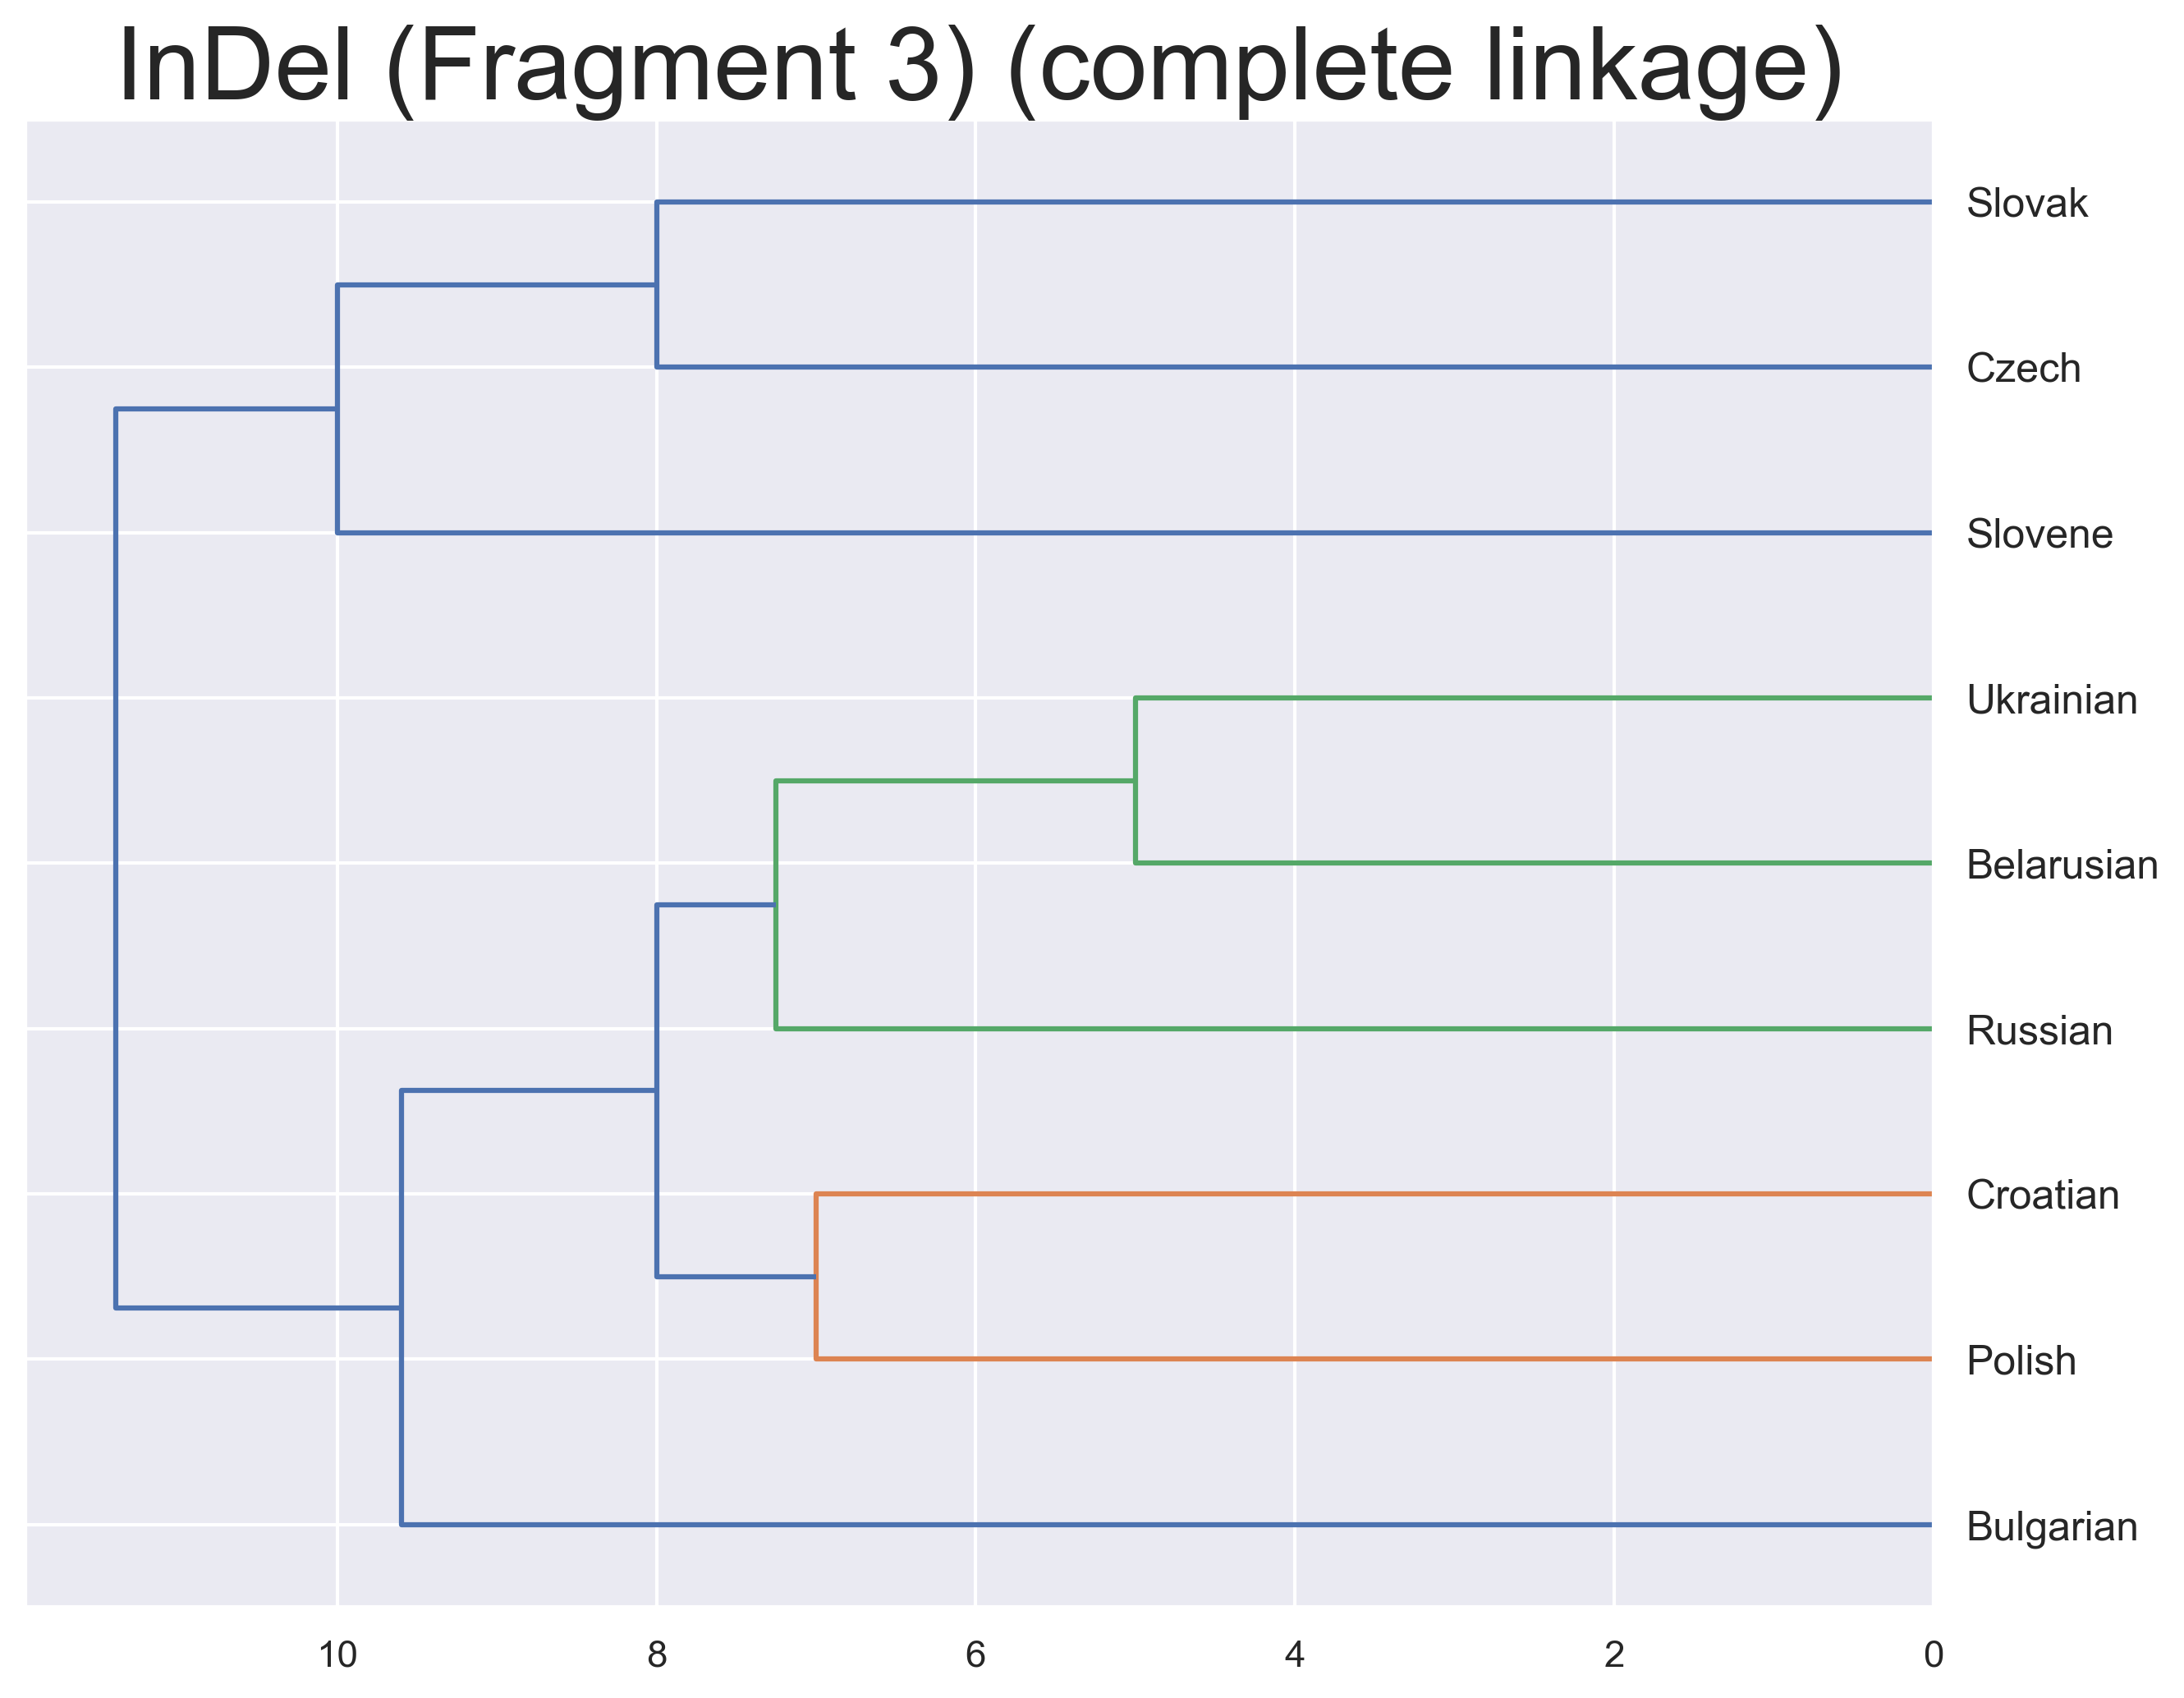 InDel (Fragment 3) (complete linkage)
Slovak
Czech
Slovene
Ukrainian
Belarusian
Russian
Croatian
Polish
Bulgarian
10 8 6 4 2 0